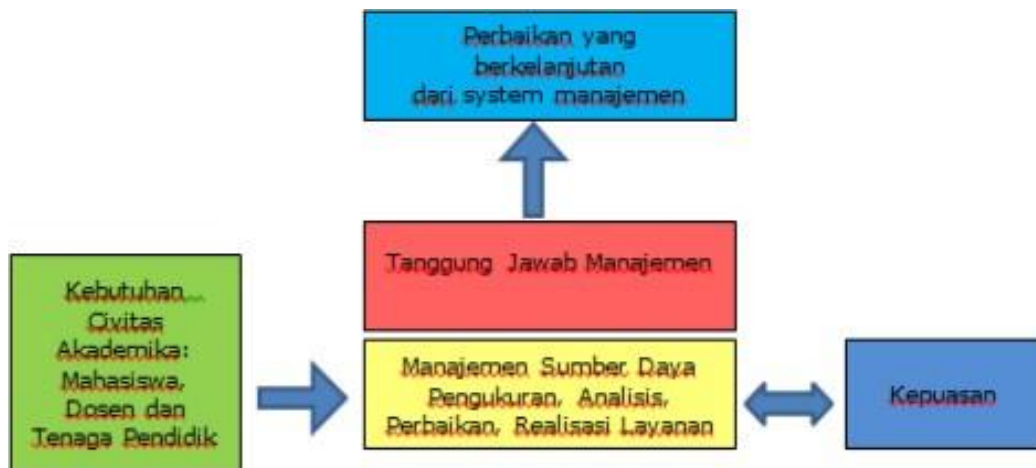 Perbaikan yang
berkelanjutan
dari system manajemen
Tanggung Jawab Manajemen
Kebutuhan
Civitas
Akademika:
Mahasiswa,
Dosen dan
Tenaga Pendidik
Manajemen Sumber Daya
Pengukuran, Analisis,
Perbaikan, Realisasi Layanan
Kepuasan